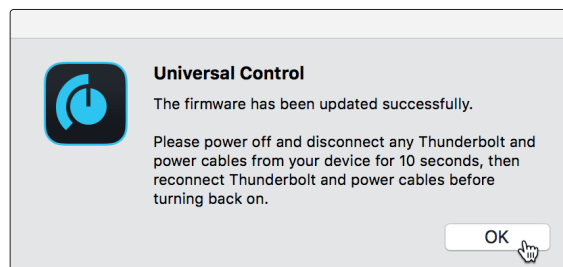 Universal Control
The firmware has been updated successfully.
Please power off and disconnect any Thunderbolt and
power cables from your device for 10 seconds, then
reconnect Thunderbolt and power cables before
turning back on.
OK